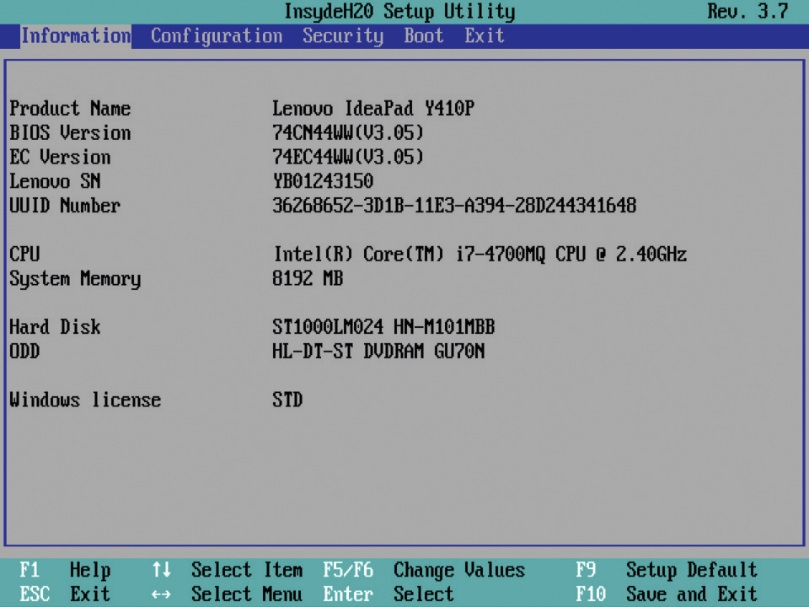 InsydeH20 Setup Utility Rev. 3.7
Information Configuration Security Boot Exit
Product Name Lenovo IdeaPad Y410P
BIOS Version 74CN44WW(V3.05)
EC Version 74EC44WW(V3.05)
Lenovo SN YB01243150
UUID Number 36268652-3D1B-11E3-A394-28D244341648
CPU Intel(R) Core(TM) i7-4700MQ CPU @ 2.40GHz
System Memory 8192 MB
Hard Disk ST1000LM024 HN-M101MBB
ODD HL-DT-ST DVDRAM GU70N
Windows license STD
F1 Help ↑↓ Select Item F5/F6 Change Values F9 Setup Default
ESC Exit ↔ Select Menu Enter Select F10 Save and Exit